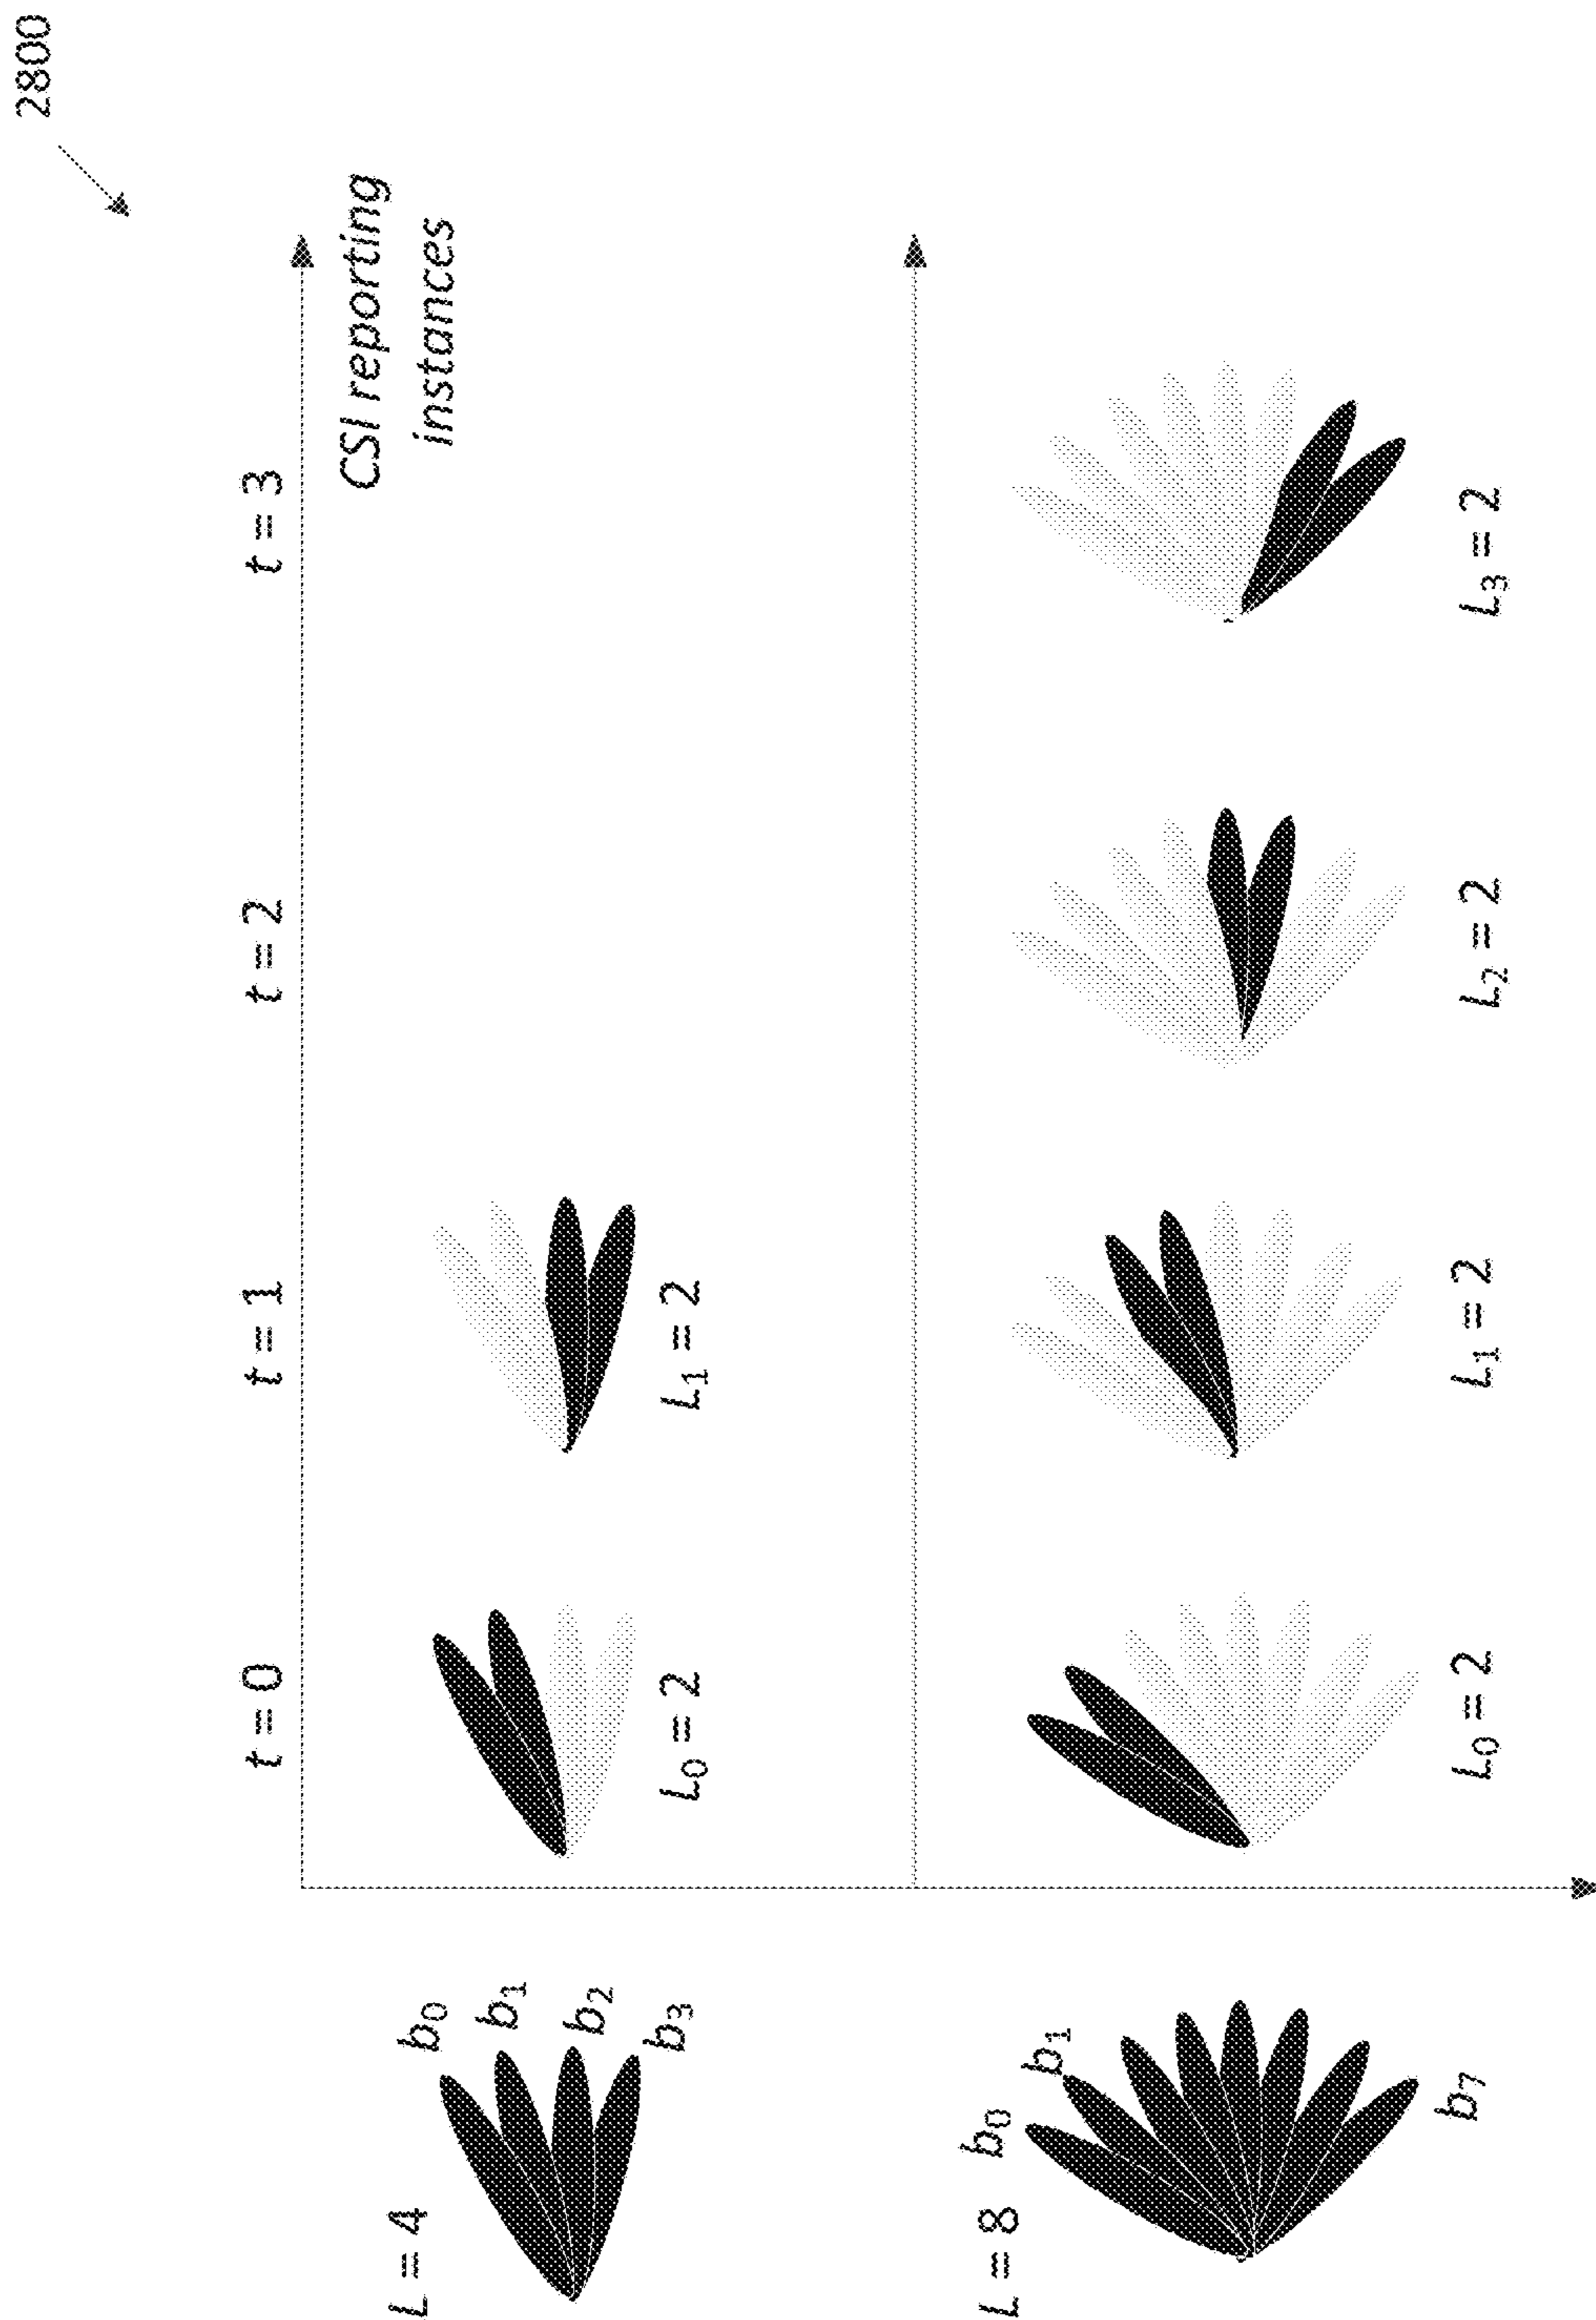 2800
t = 0
t = 1
t = 2
t = 3
CSI reporting
instances
L = 4
b₀
b₁
b₂
b₃
L₀ = 2
L₁ = 2
L = 8
b₀
b₁
b₇
L₀ = 2
L₁ = 2
L₂ = 2
L₃ = 2